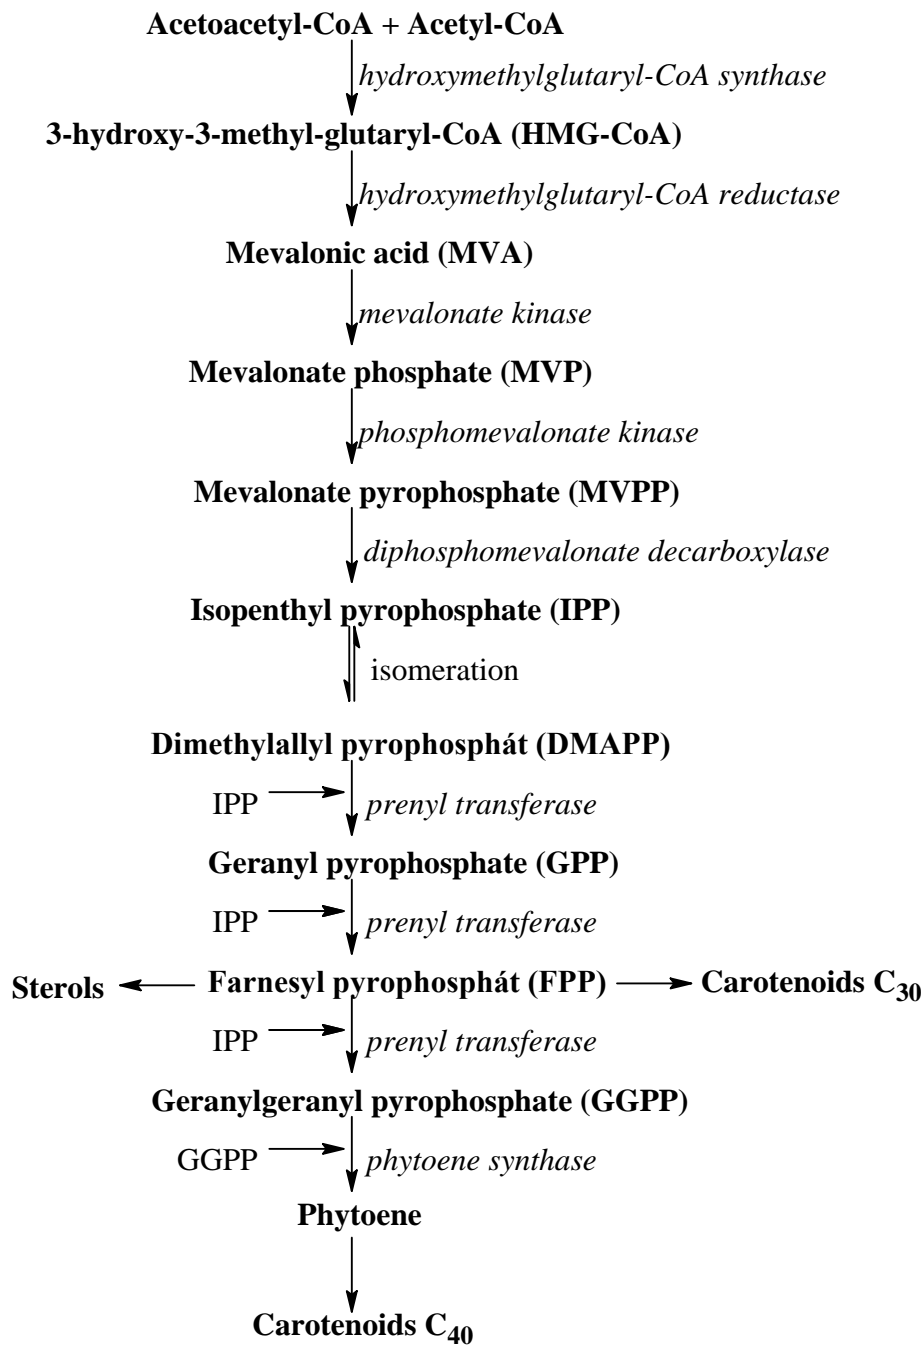 Acetoacetyl-CoA + Acetyl-CoA
hydroxymethylglutaryl-CoA synthase
3-hydroxy-3-methyl-glutaryl-CoA (HMG-CoA)
hydroxymethylglutaryl-CoA reductase
Mevalonic acid (MVA)
mevalonate kinase
Mevalonate phosphate (MVP)
phosphomevalonate kinase
Mevalonate pyrophosphate (MVPP)
diphosphomevalonate decarboxylase
Isopenthyl pyrophosphate (IPP)
isomeration
Dimethylallyl pyrophosphát (DMAPP)
IPP prenyl transferase
Geranyl pyrophosphate (GPP)
IPP prenyl transferase
Sterols Farnesyl pyrophosphát (FPP) Carotenoids C30
IPP prenyl transferase
Geranylgeranyl pyrophosphate (GGPP)
GGPP phytoene synthase
Phytoene
Carotenoids C40